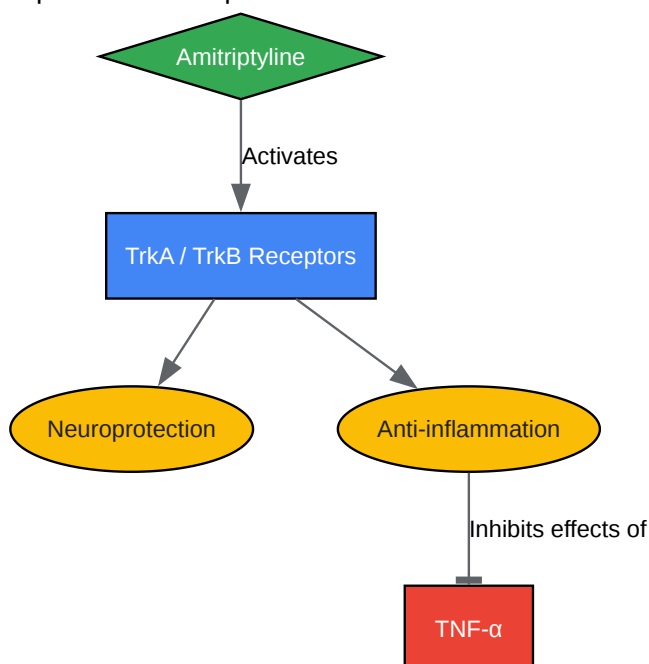 Amitriptyline
Activates
TrkA / TrkB Receptors
Neuroprotection
Anti-inflammation
Inhibits effects of
TNF-α